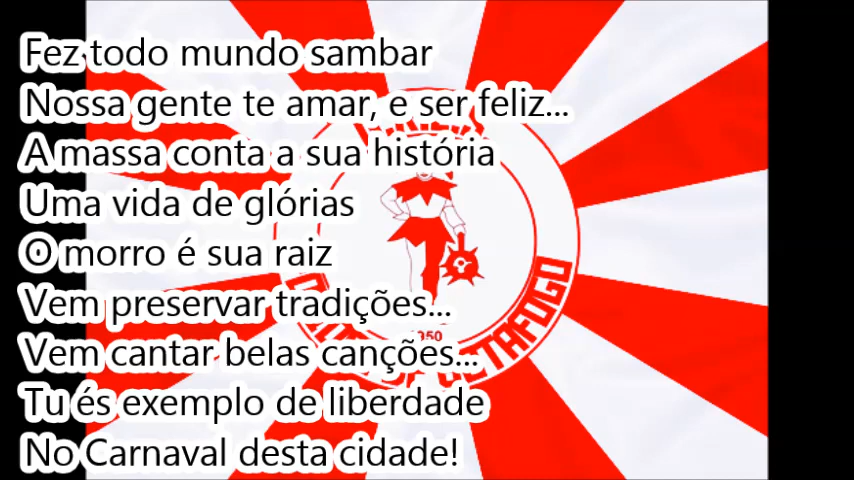 Fez todo mundo sambar
Nossa gente te amar, e ser feliz...
A massa conta a sua história
Uma vida de glórias
O morro é sua raiz
Vem preservar tradições...
Vem cantar belas canções...
Tu és exemplo de liberdade
No Carnaval desta cidade!